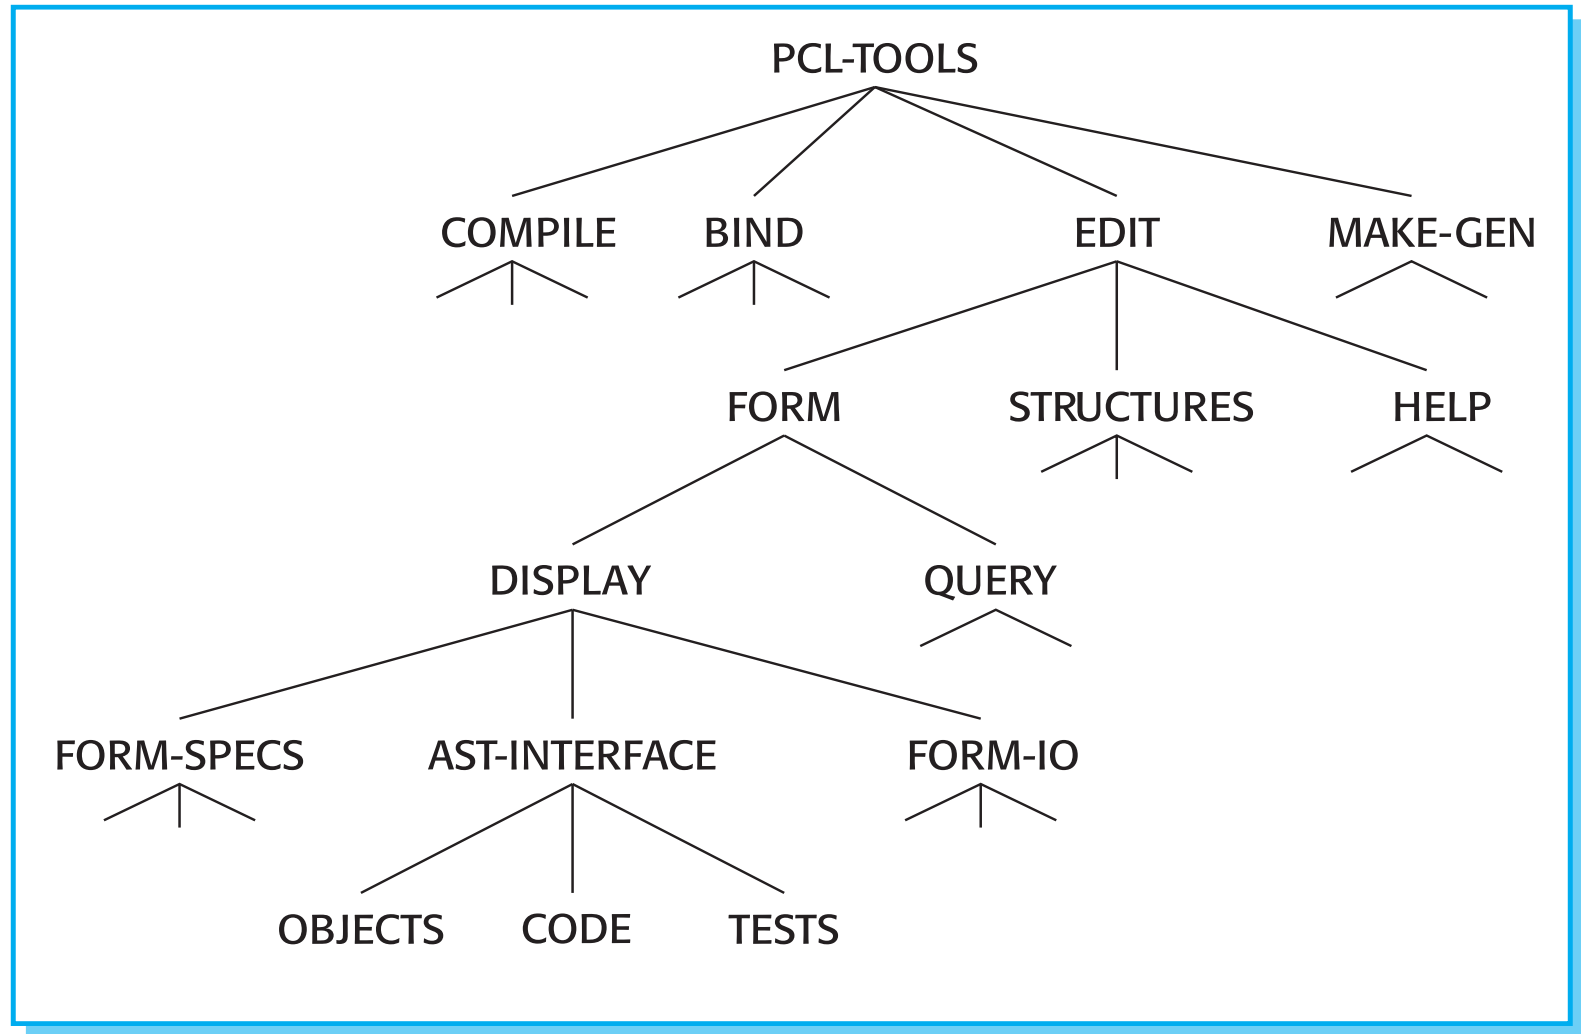 PCL-TOOLS
COMPILE BIND EDIT MAKE-GEN
FORM STRUCTURES HELP
DISPLAY QUERY
FORM-SPECS AST-INTERFACE FORM-IO
OBJECTS CODE TESTS